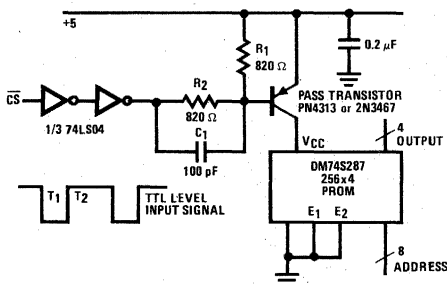 +5
R1
820 Ω
0.2 μF
CS
R2
820 Ω
PASS TRANSISTOR
PN4313 or 2N3467
1/3 74LS04
C1
100 pF
VCC
4
OUTPUT
DM74S287
256x4
PROM
T1 T2
TTL LEVEL
INPUT SIGNAL
E1 E2
8
ADDRESS